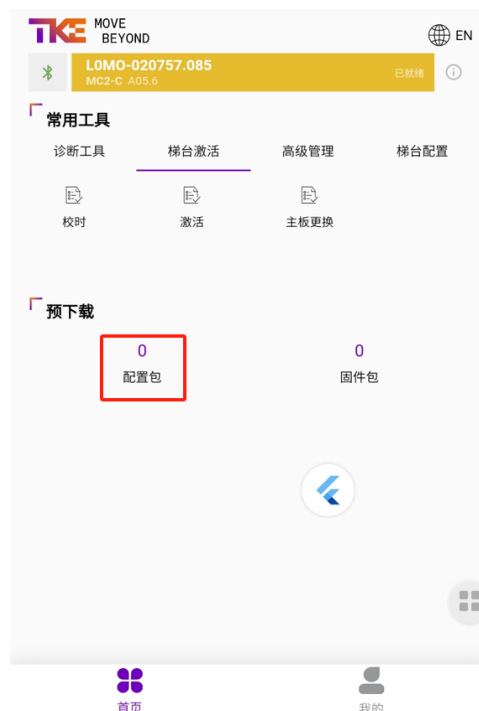 TKE MOVE
BEYOND
EN
L0MO-020757.085
MC2-C A05.6
已就绪
常用工具
诊断工具 梯台激活 高级管理 梯台配置
校时 激活 主板更换
预下载
0 0
配置包 固件包
首页 我的